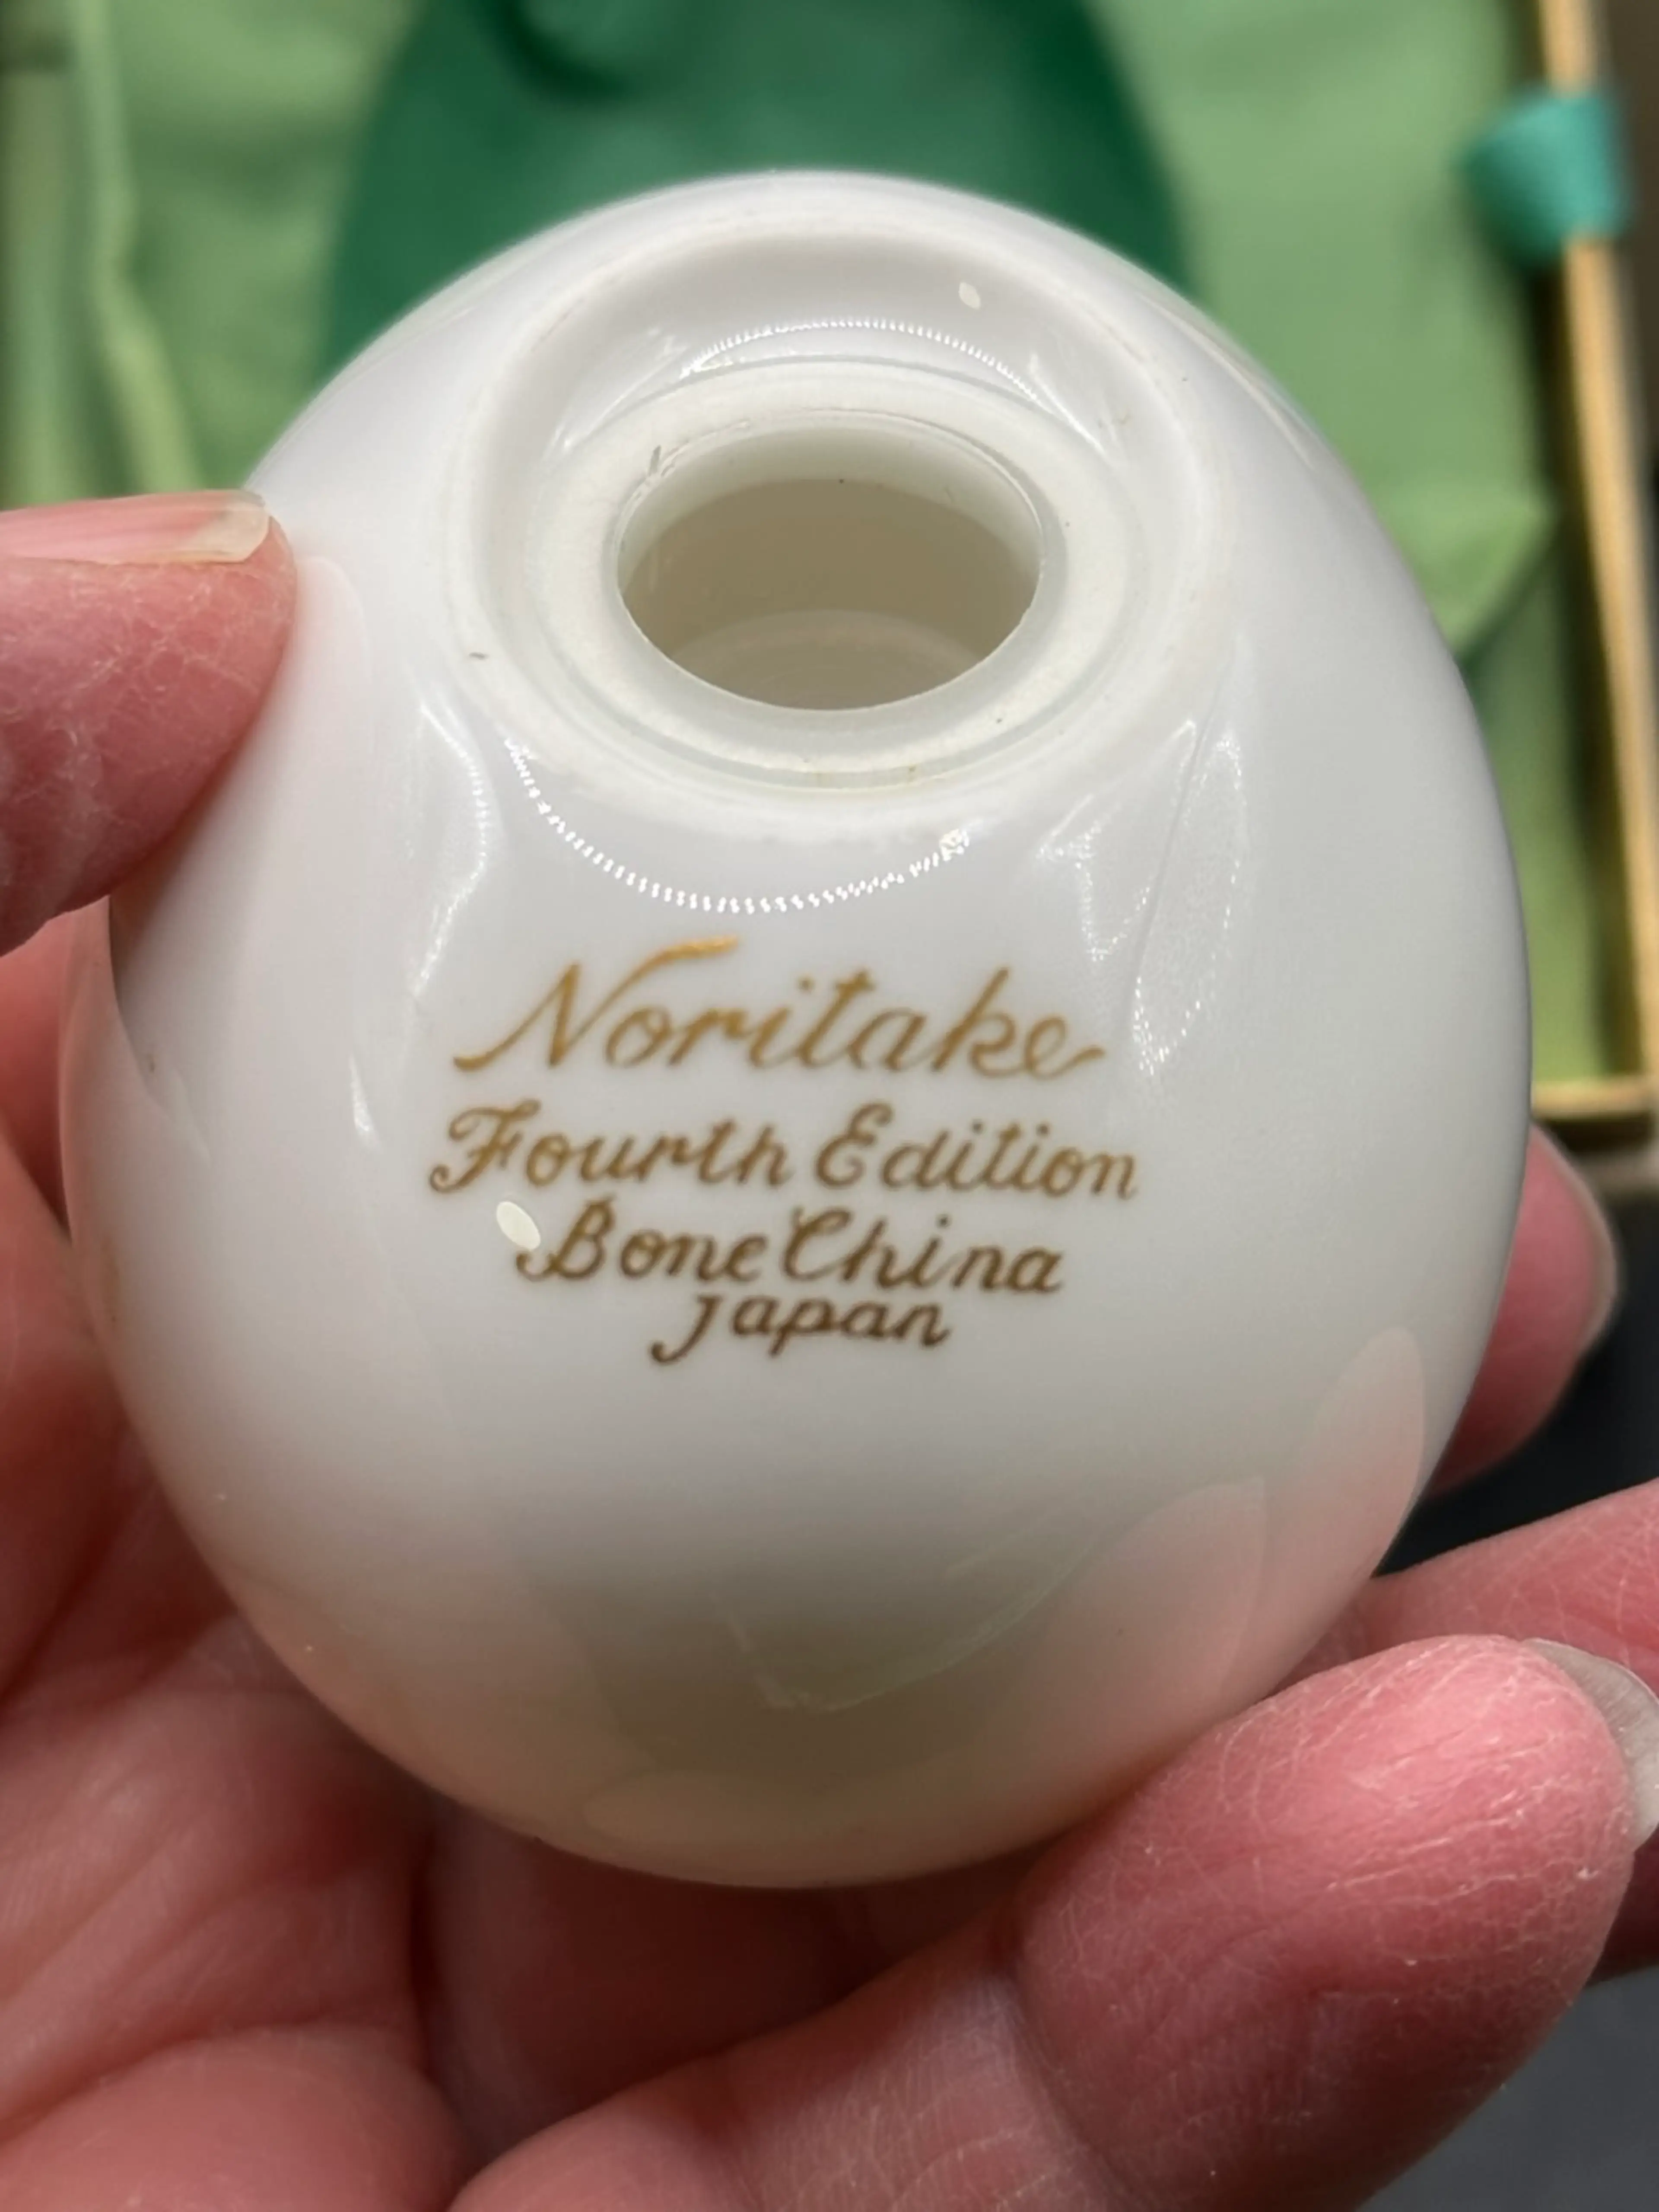 Noritake
Fourth Edition
Bone China
Japan